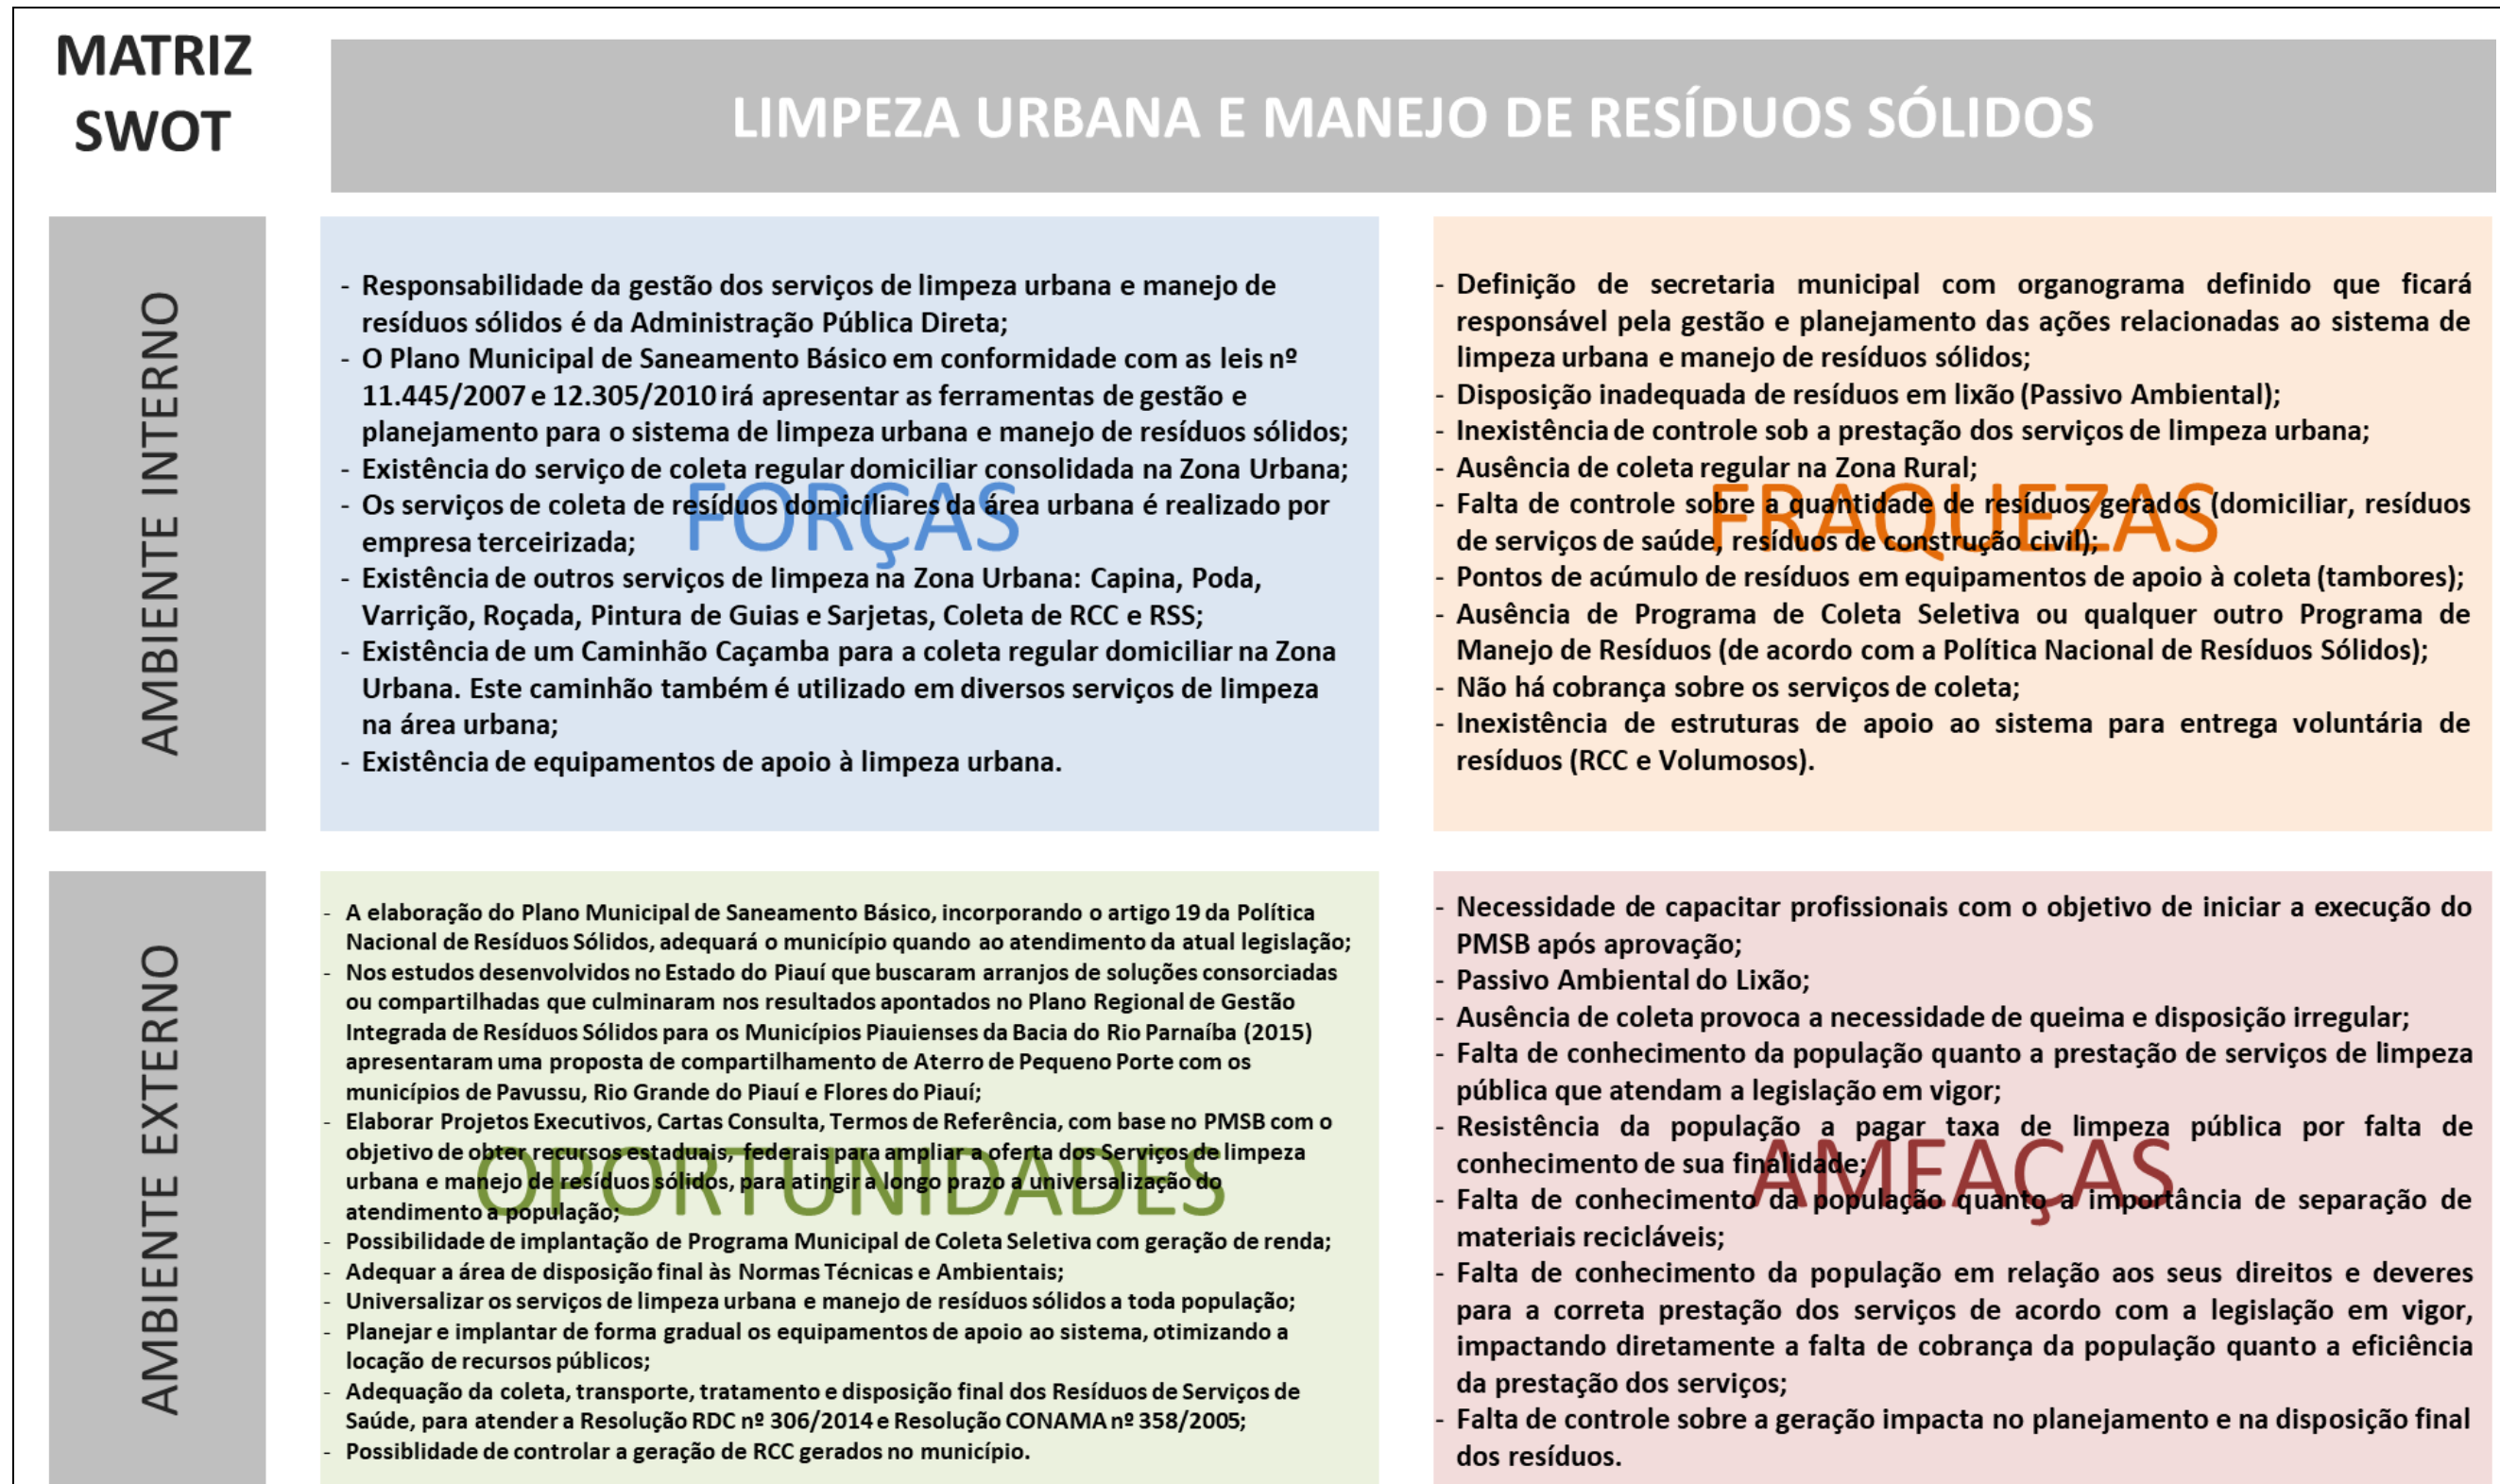 MATRIZ
SWOT
LIMPEZA URBANA E MANEJO DE RESÍDUOS SÓLIDOS
AMBIENTE INTERNO
- Responsabilidade da gestão dos serviços de limpeza urbana e manejo de
resíduos sólidos é da Administração Pública Direta;
- O Plano Municipal de Saneamento Básico em conformidade com as leis nº
11.445/2007 e 12.305/2010 irá apresentar as ferramentas de gestão e
planejamento para o sistema de limpeza urbana e manejo de resíduos sólidos;
- Existência do serviço de coleta regular domiciliar consolidada na Zona Urbana;
- Os serviços de coleta de resíduos domiciliares da área urbana é realizado por
empresa terceirizada;
- Existência de outros serviços de limpeza na Zona Urbana: Capina, Poda,
Varrição, Roçada, Pintura de Guias e Sarjetas, Coleta de RCC e RSS;
- Existência de um Caminhão Caçamba para a coleta regular domiciliar na Zona
Urbana. Este caminhão também é utilizado em diversos serviços de limpeza
na área urbana;
- Existência de equipamentos de apoio à limpeza urbana.
FORÇAS
- Definição de secretaria municipal com organograma definido que ficará
responsável pela gestão e planejamento das ações relacionadas ao sistema de
limpeza urbana e manejo de resíduos sólidos;
- Disposição inadequada de resíduos em lixão (Passivo Ambiental);
- Inexistência de controle sob a prestação dos serviços de limpeza urbana;
- Ausência de coleta regular na Zona Rural;
- Falta de controle sobre a quantidade de resíduos gerados (domiciliar, resíduos
de serviços de saúde, resíduos de construção civil);
- Pontos de acúmulo de resíduos em equipamentos de apoio à coleta (tambores);
- Ausência de Programa de Coleta Seletiva ou qualquer outro Programa de
Manejo de Resíduos (de acordo com a Política Nacional de Resíduos Sólidos);
- Não há cobrança sobre os serviços de coleta;
- Inexistência de estruturas de apoio ao sistema para entrega voluntária de
resíduos (RCC e Volumosos).
FRAQUEZAS
AMBIENTE EXTERNO
- A elaboração do Plano Municipal de Saneamento Básico, incorporando o artigo 19 da Política
Nacional de Resíduos Sólidos, adequará o município quando ao atendimento da atual legislação;
- Nos estudos desenvolvidos no Estado do Piauí que buscaram arranjos de soluções consorciadas
ou compartilhadas que culminaram nos resultados apontados no Plano Regional de Gestão
Integrada de Resíduos Sólidos para os Municípios Piauienses da Bacia do Rio Parnaíba (2015)
apresentaram uma proposta de compartilhamento de Aterro de Pequeno Porte com os
municípios de Pavussu, Rio Grande do Piauí e Flores do Piauí;
- Elaborar Projetos Executivos, Cartas Consulta, Termos de Referência, com base no PMSB com o
objetivo de obter recursos estaduais, federais para ampliar a oferta dos Serviços de limpeza
urbana e manejo de resíduos sólidos, para atingir a longo prazo a universalização do
atendimento a população;
- Possibilidade de implantação de Programa Municipal de Coleta Seletiva com geração de renda;
- Adequar a área de disposição final às Normas Técnicas e Ambientais;
- Universalizar os serviços de limpeza urbana e manejo de resíduos sólidos a toda população;
- Planejar e implantar de forma gradual os equipamentos de apoio ao sistema, otimizando a
locação de recursos públicos;
- Adequação da coleta, transporte, tratamento e disposição final dos Resíduos de Serviços de
Saúde, para atender a Resolução RDC nº 306/2014 e Resolução CONAMA nº 358/2005;
- Possiblidade de controlar a geração de RCC gerados no município.
OPORTUNIDADES
- Necessidade de capacitar profissionais com o objetivo de iniciar a execução do
PMSB após aprovação;
- Passivo Ambiental do Lixão;
- Ausência de coleta provoca a necessidade de queima e disposição irregular;
- Falta de conhecimento da população quanto a prestação de serviços de limpeza
pública que atendam a legislação em vigor;
- Resistência da população a pagar taxa de limpeza pública por falta de
conhecimento de sua finalidade;
- Falta de conhecimento da população quanto a importância de separação de
materiais recicláveis;
- Falta de conhecimento da população em relação aos seus direitos e deveres
para a correta prestação dos serviços de acordo com a legislação em vigor,
impactando diretamente a falta de cobrança da população quanto a eficiência
da prestação dos serviços;
- Falta de controle sobre a geração impacta no planejamento e na disposição final
dos resíduos.
AMEAÇAS